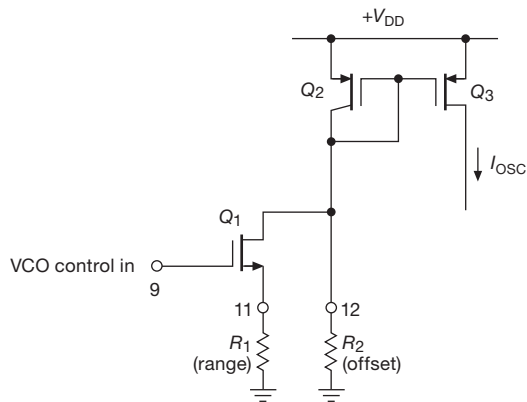 +VDD
Q2
Q3
IOSC
Q1
VCO control in
9
11
12
R1
(range)
R2
(offset)